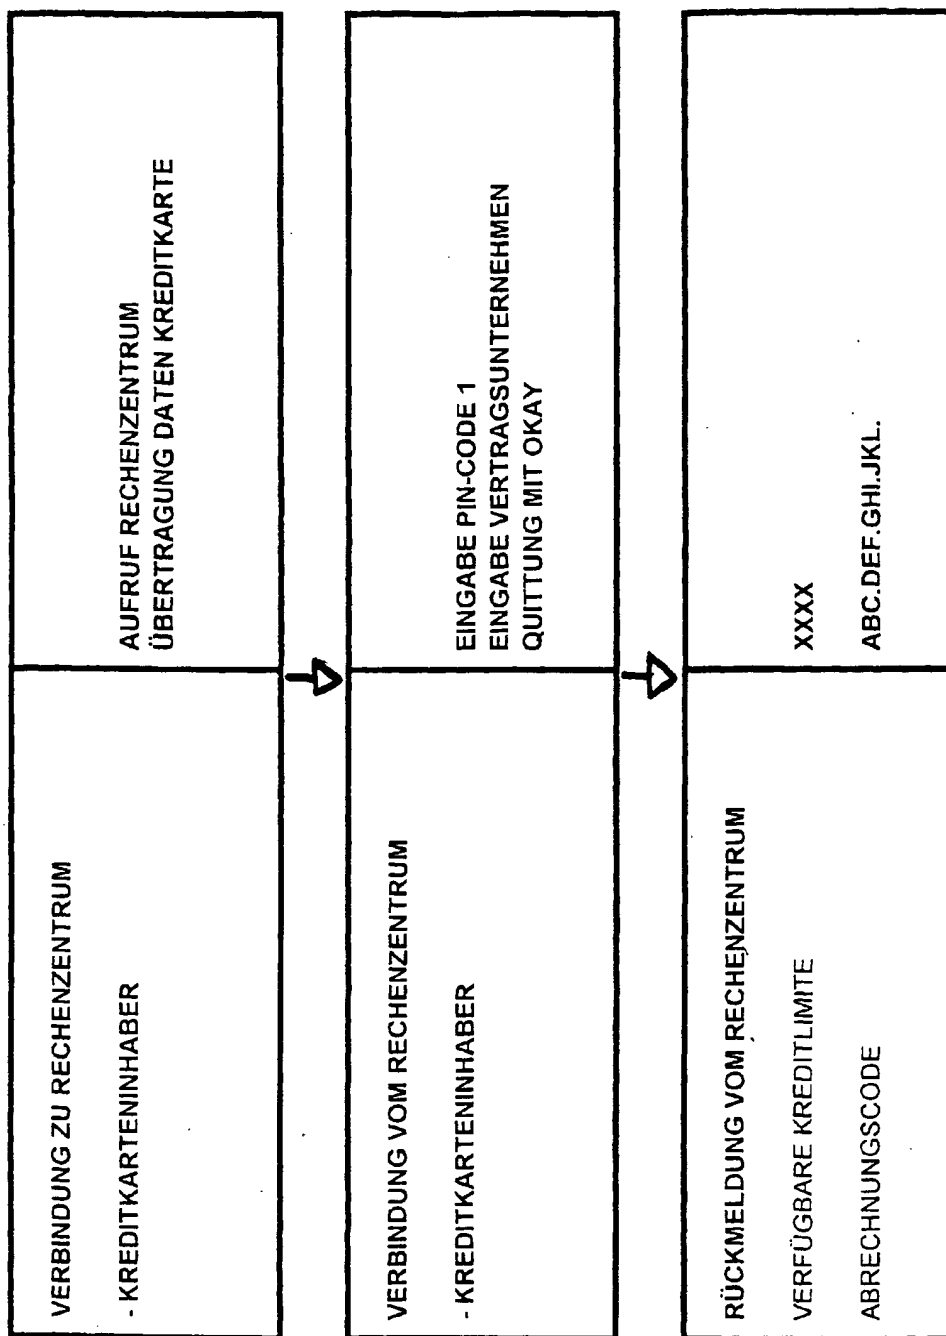 VERBINDUNG ZU RECHENZENTRUM
- KREDITKARTENINHABER
AUFRUF RECHENZENTRUM
ÜBERTRAGUNG DATEN KREDITKARTE
VERBINDUNG VOM RECHENZENTRUM
- KREDITKARTENINHABER
EINGABE PIN-CODE 1
EINGABE VERTRAGSUNTERNEHMEN
QUITTUNG MIT OKAY
RÜCKMELDUNG VOM RECHENZENTRUM
VERFÜGBARE KREDITLIMITE
XXXX
ABRECHNUNGSCODE
ABC.DEF.GHI.JKL.